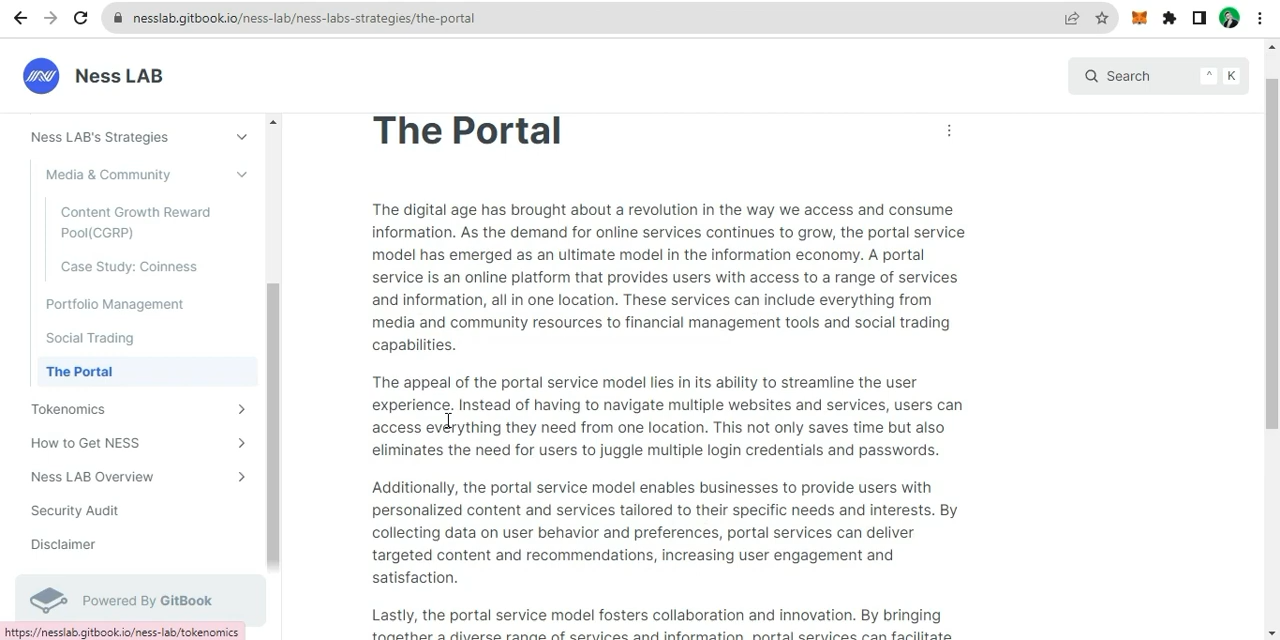 nesslab.gitbook.io/ness-lab/ness-labs-strategies/the-portal
Ness LAB
Search
^
K
Ness LAB's Strategies
Media & Community
Content Growth Reward
Pool(CGRP)
Case Study: Coinness
Portfolio Management
Social Trading
The Portal
Tokenomics
How to Get NESS
Ness LAB Overview
Security Audit
Disclaimer
Powered By GitBook
https://nesslab.gitbook.io/ness-lab/tokenomics
The Portal
The digital age has brought about a revolution in the way we access and consume
information. As the demand for online services continues to grow, the portal service
model has emerged as an ultimate model in the information economy. A portal
service is an online platform that provides users with access to a range of services
and information, all in one location. These services can include everything from
media and community resources to financial management tools and social trading
capabilities.
The appeal of the portal service model lies in its ability to streamline the user
experience. Instead of having to navigate multiple websites and services, users can
access everything they need from one location. This not only saves time but also
eliminates the need for users to juggle multiple login credentials and passwords.
Additionally, the portal service model enables businesses to provide users with
personalized content and services tailored to their specific needs and interests. By
collecting data on user behavior and preferences, portal services can deliver
targeted content and recommendations, increasing user engagement and
satisfaction.
Lastly, the portal service model fosters collaboration and innovation. By bringing
together a diverse range of services and information, portal services can facilitate